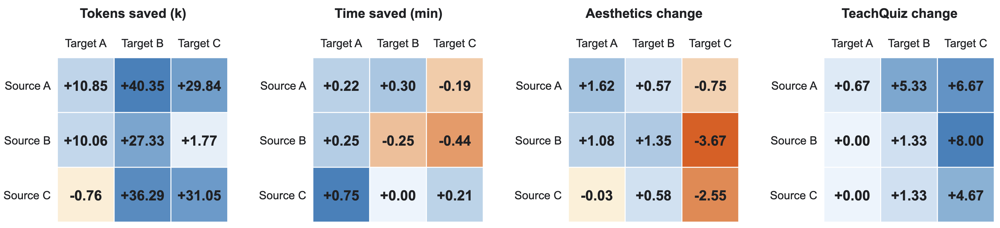 Tokens saved (k)
Target A Target B Target C
Source A +10.85 +40.35 +29.84
Source B +10.06 +27.33 +1.77
Source C -0.76 +36.29 +31.05
Time saved (min)
Target A Target B Target C
Source A +0.22 +0.30 -0.19
Source B +0.25 -0.25 -0.44
Source C +0.75 +0.00 +0.21
Aesthetics change
Target A Target B Target C
Source A +1.62 +0.57 -0.75
Source B +1.08 +1.35 -3.67
Source C -0.03 +0.58 -2.55
TeachQuiz change
Target A Target B Target C
Source A +0.67 +5.33 +6.67
Source B +0.00 +1.33 +8.00
Source C +0.00 +1.33 +4.67